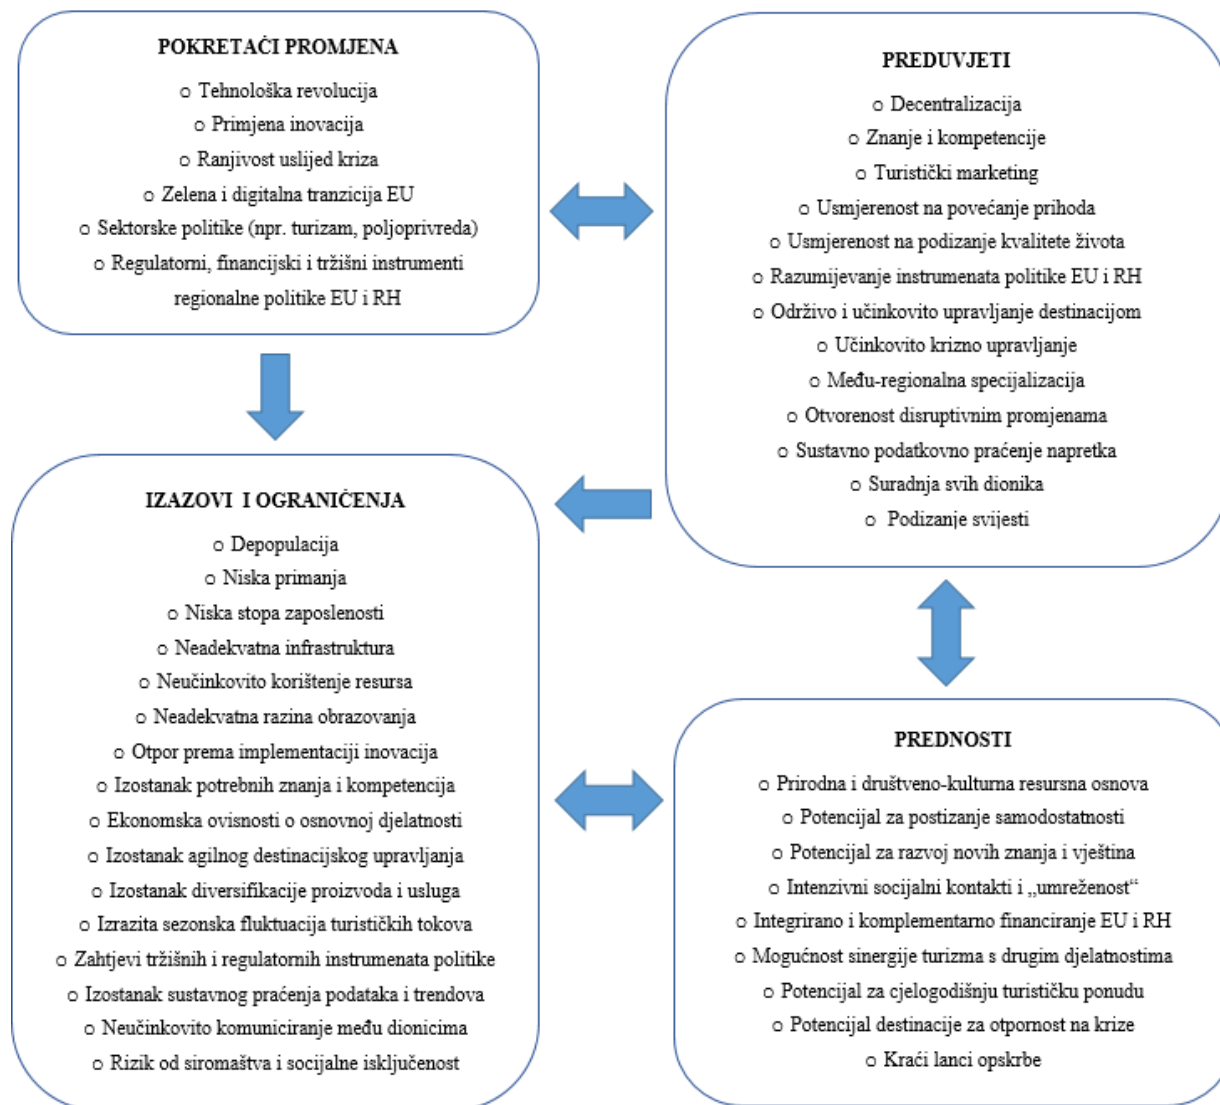 POKRETAČI PROMJENA
o Tehnološka revolucija
o Primjena inovacija
o Ranjivost uslijed kriza
o Zelena i digitalna tranzicija EU
o Sektorske politike (npr. turizam, poljoprivreda)
o Regulatorni, financijski i tržišni instrumenti
regionalne politike EU i RH
PREDUVJETI
o Decentralizacija
o Znanje i kompetencije
o Turistički marketing
o Usmjerenost na povećanje prihoda
o Usmjerenost na podizanje kvalitete života
o Razumijevanje instrumenata politike EU i RH
o Održivo i učinkovito upravljanje destinacijom
o Učinkovito krizno upravljanje
o Među-regionalna specijalizacija
o Otvorenost disruptivnim promjenama
o Sustavno podatkovno praćenje napretka
o Suradnja svih dionika
o Podizanje svijesti
IZAZOVI I OGRANIČENJA
o Depopulacija
o Niska primanja
o Niska stopa zaposlenosti
o Neadekvatna infrastruktura
o Neučinkovito korištenje resursa
o Neadekvatna razina obrazovanja
o Otpor prema implementaciji inovacija
o Izostanak potrebnih znanja i kompetencija
o Ekonomska ovisnosti o osnovnoj djelatnosti
o Izostanak agilnog destinacijskog upravljanja
o Izostanak diversifikacije proizvoda i usluga
o Izrazita sezonska fluktuacija turističkih tokova
o Zahtjevi tržišnih i regulatornih instrumenata politike
o Izostanak sustavnog praćenja podataka i trendova
o Neučinkovito komuniciranje među dionicima
o Rizik od siromaštva i socijalne isključenost
PREDNOSTI
o Prirodna i društveno-kulturna resursna osnova
o Potencijal za postizanje samodostatnosti
o Potencijal za razvoj novih znanja i vještina
o Intenzivni socijalni kontakti i „umreženost“
o Integrirano i komplementarno financiranje EU i RH
o Mogućnost sinergije turizma s drugim djelatnostima
o Potencijal za cjelogodišnju turističku ponudu
o Potencijal destinacije za otpornost na krize
o Kraći lanci opskrbe